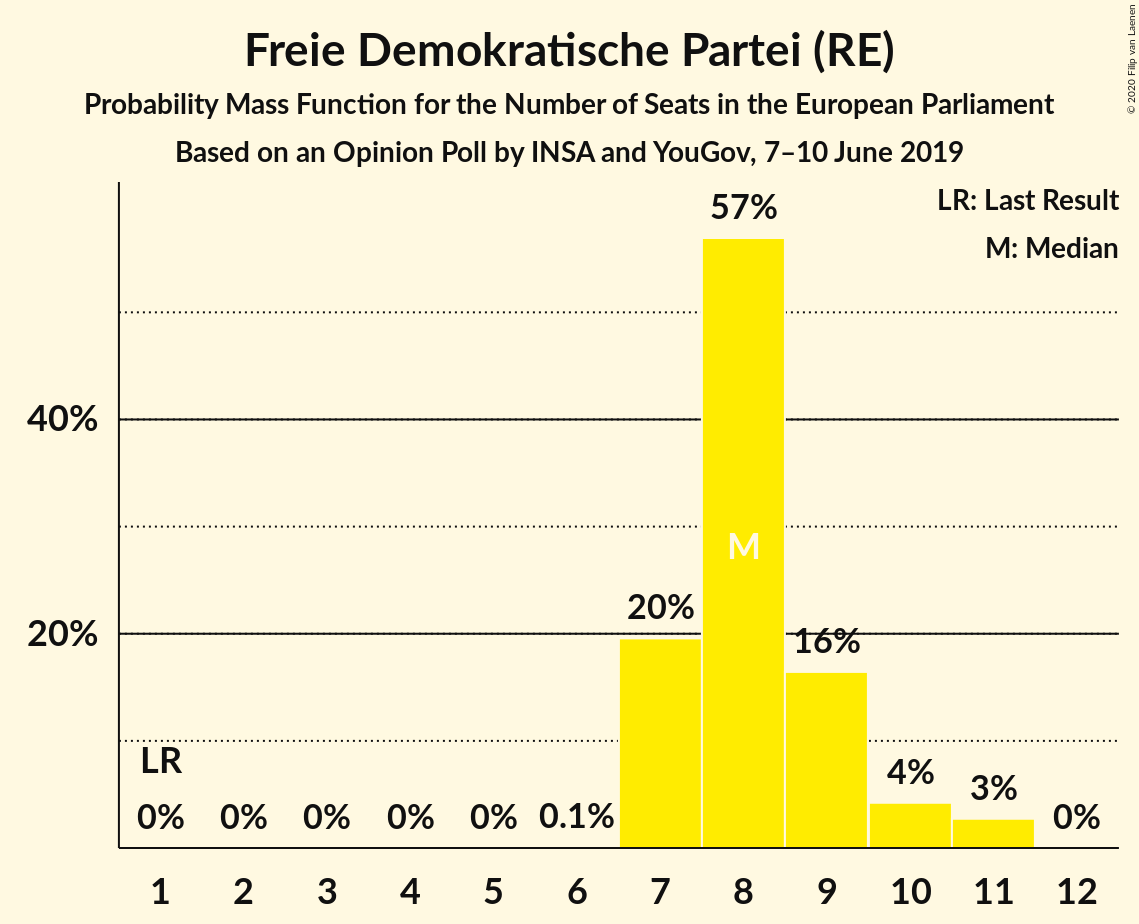 Freie Demokratische Partei (RE)
Probability Mass Function for the Number of Seats in the European Parliament
Based on an Opinion Poll by INSA and YouGov, 7–10 June 2019
© 2020 Filip van Laenen
LR: Last Result
M: Median
57%
40%
M
20%
20%
16%
LR
4%
3%
0% 0% 0% 0% 0% 0.1% 0%
1 2 3 4 5 6 7 8 9 10 11 12